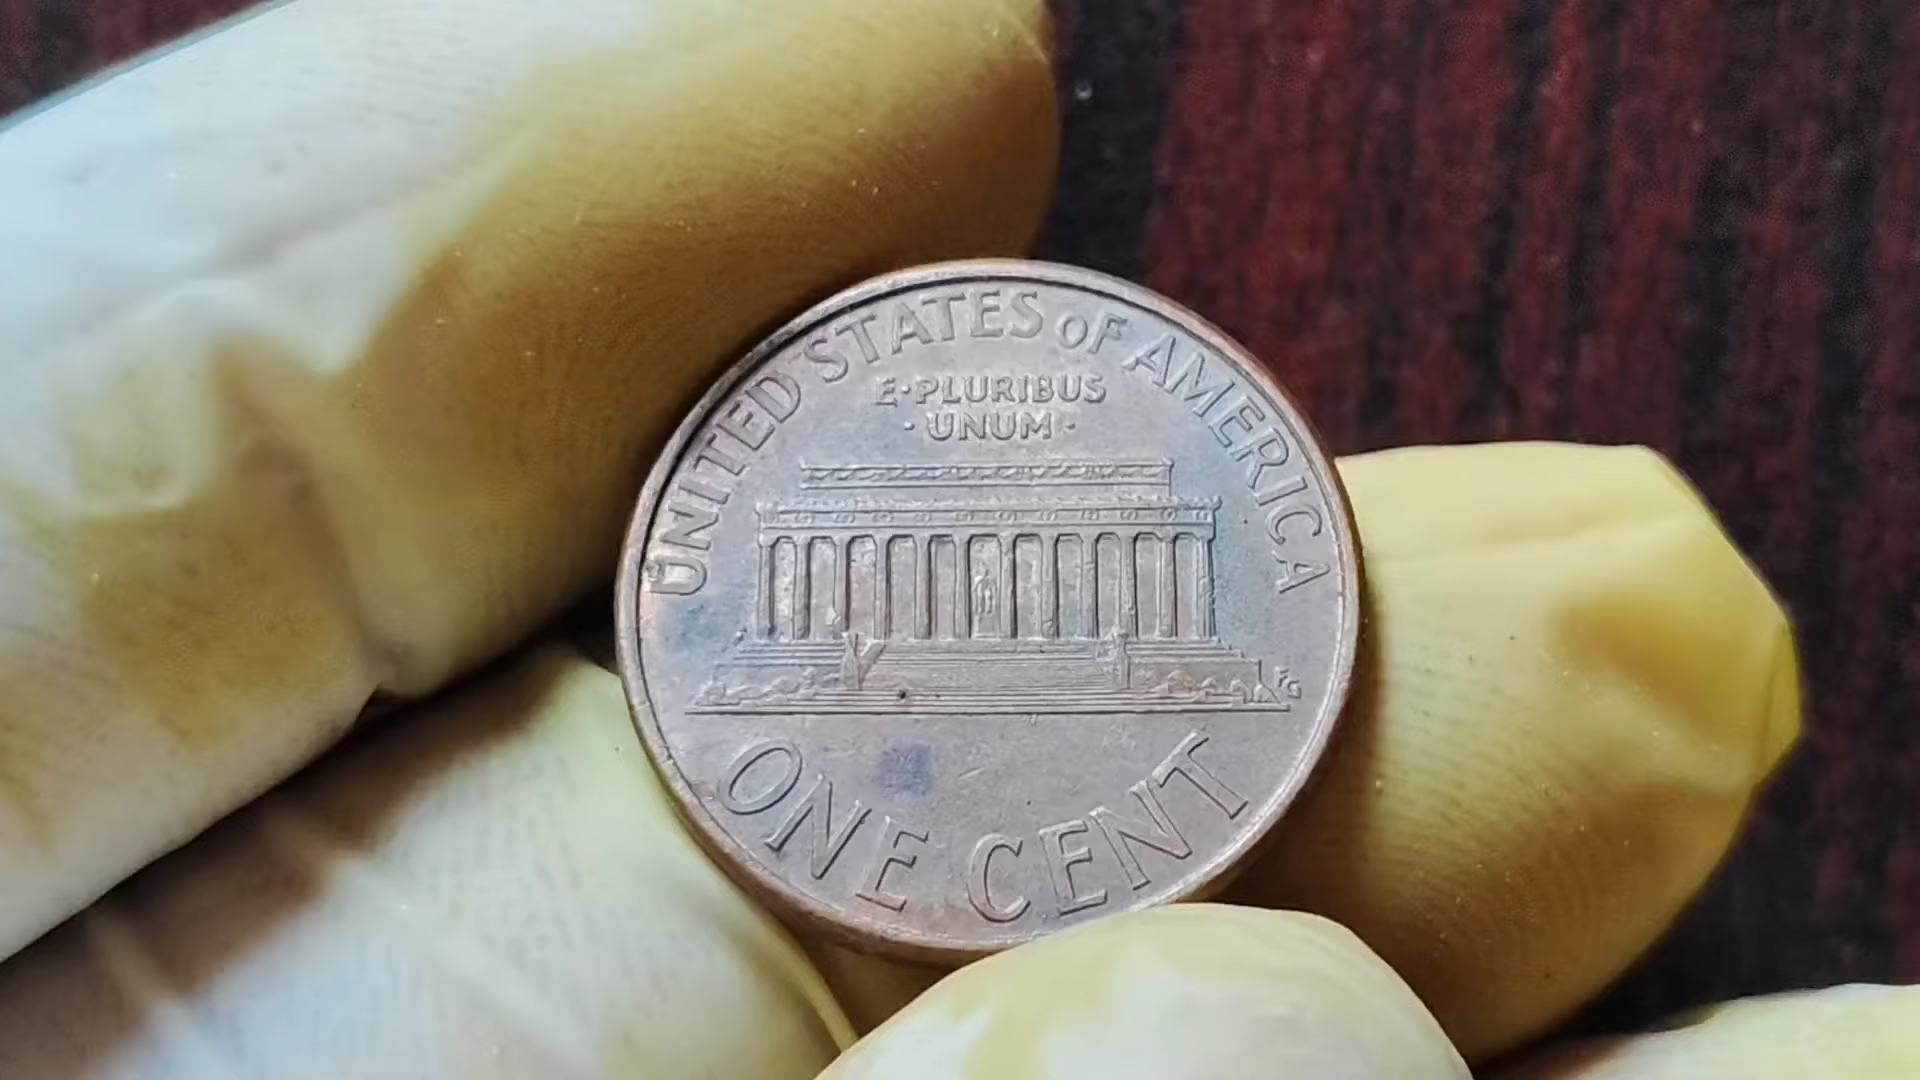 UNITED STATES OF AMERICA
E·PLURIBUS
·UNUM·
FG
ONE CENT